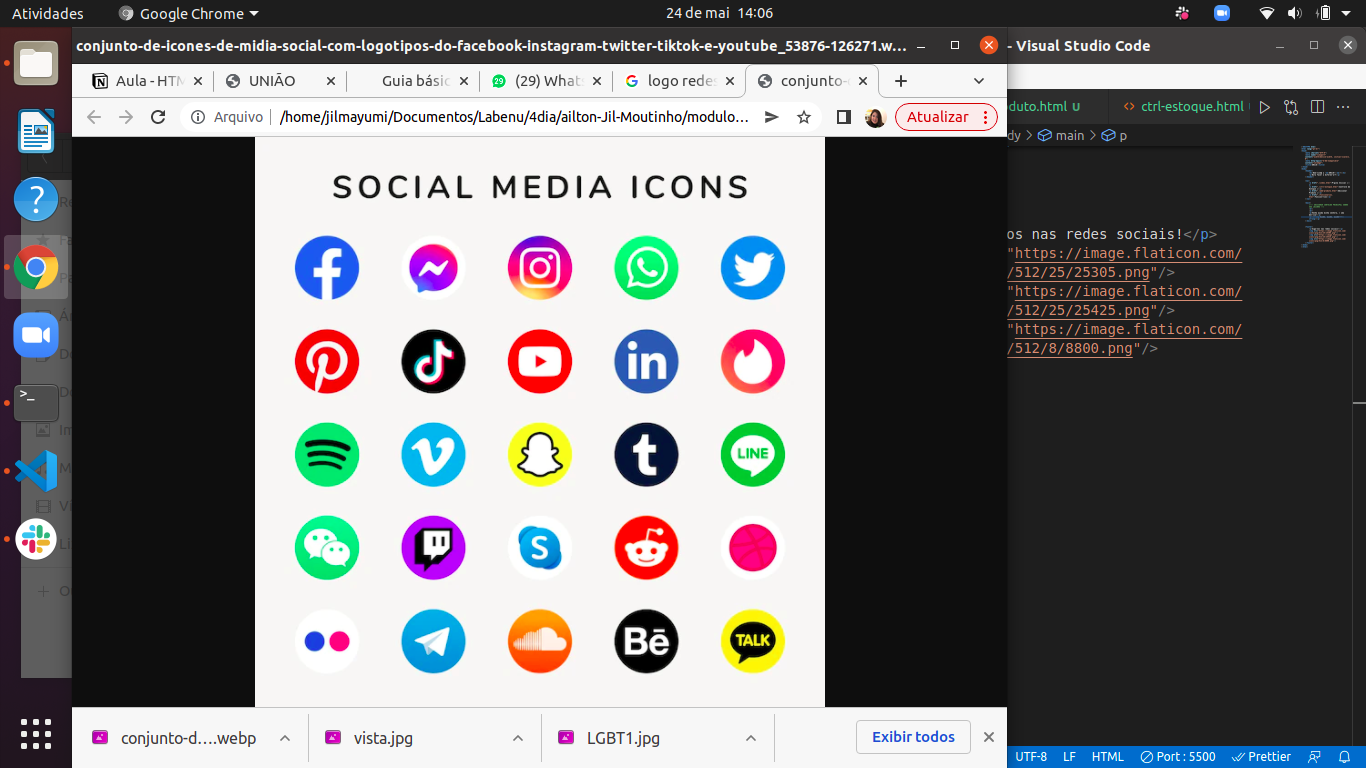 Atividades
Google Chrome
24 de mai 14:06
conjunto-de-icones-de-midia-social-com-logotipos-do-facebook-instagram-twitter-tiktok-e-youtube_53876-126271.w...
- Visual Studio Code
Aula - HTM
UNIÃO
Guia básic
(29) Whats
logo redes
conjunto-
duto.html U
ctrl-estoque.html
Arquivo
/home/jilmayumi/Documentos/Labenu/4dia/ailton-Jil-Moutinho/modulo...
Atualizar
dy > main > p
SOCIAL MEDIA ICONS
os nas redes sociais!</p>
"https://image.flaticon.com/
/512/25/25305.png"/>
"https://image.flaticon.com/
/512/25/25425.png"/>
"https://image.flaticon.com/
/512/8/8800.png"/>
in
LINE
S
Bē
TALK
conjunto-d....webp
vista.jpg
LGBT1.jpg
Exibir todos
UTF-8
LF
HTML
Port : 5500
Prettier